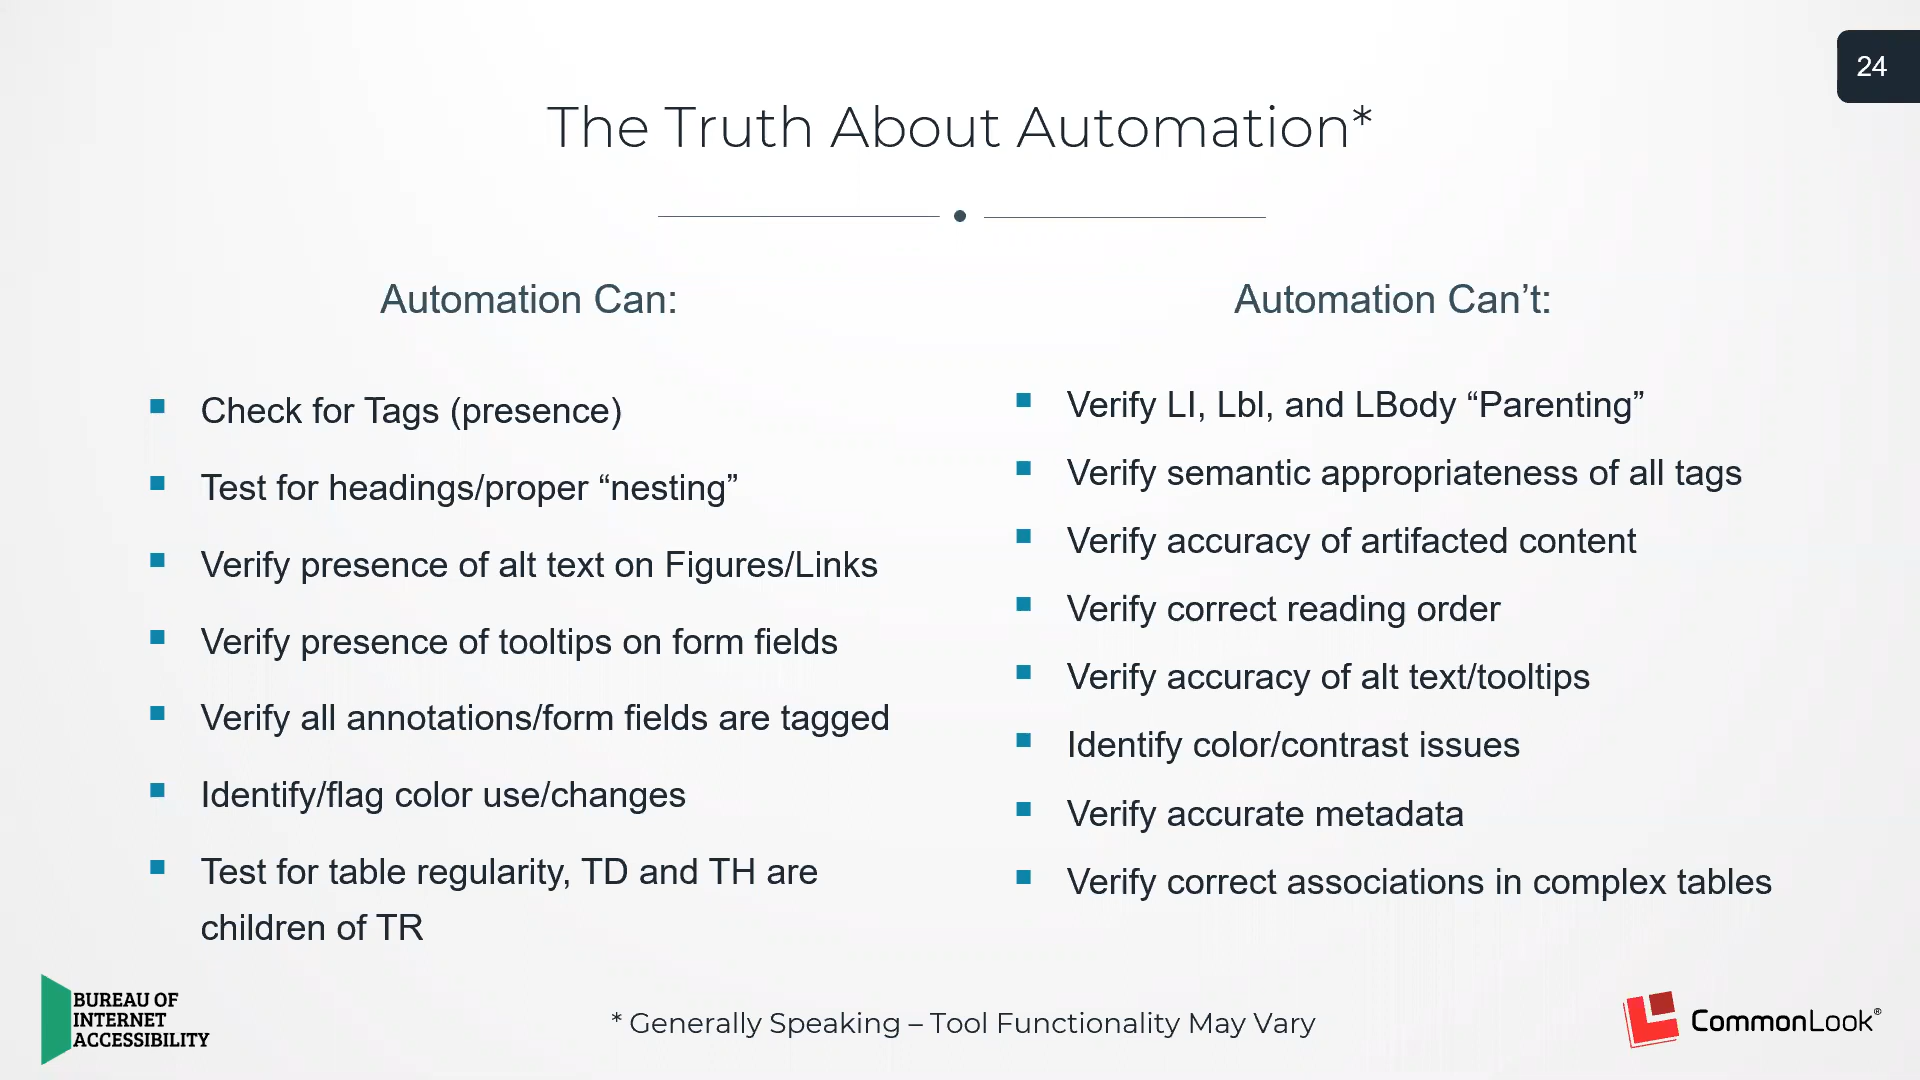 24
The Truth About Automation*
Automation Can:
Check for Tags (presence)
Test for headings/proper “nesting”
Verify presence of alt text on Figures/Links
Verify presence of tooltips on form fields
Verify all annotations/form fields are tagged
Identify/flag color use/changes
Test for table regularity, TD and TH are
children of TR
Automation Can’t:
Verify LI, Lbl, and LBody “Parenting”
Verify semantic appropriateness of all tags
Verify accuracy of artifacted content
Verify correct reading order
Verify accuracy of alt text/tooltips
Identify color/contrast issues
Verify accurate metadata
Verify correct associations in complex tables
BUREAU OF
INTERNET
ACCESSIBILITY
* Generally Speaking – Tool Functionality May Vary
CommonLook®